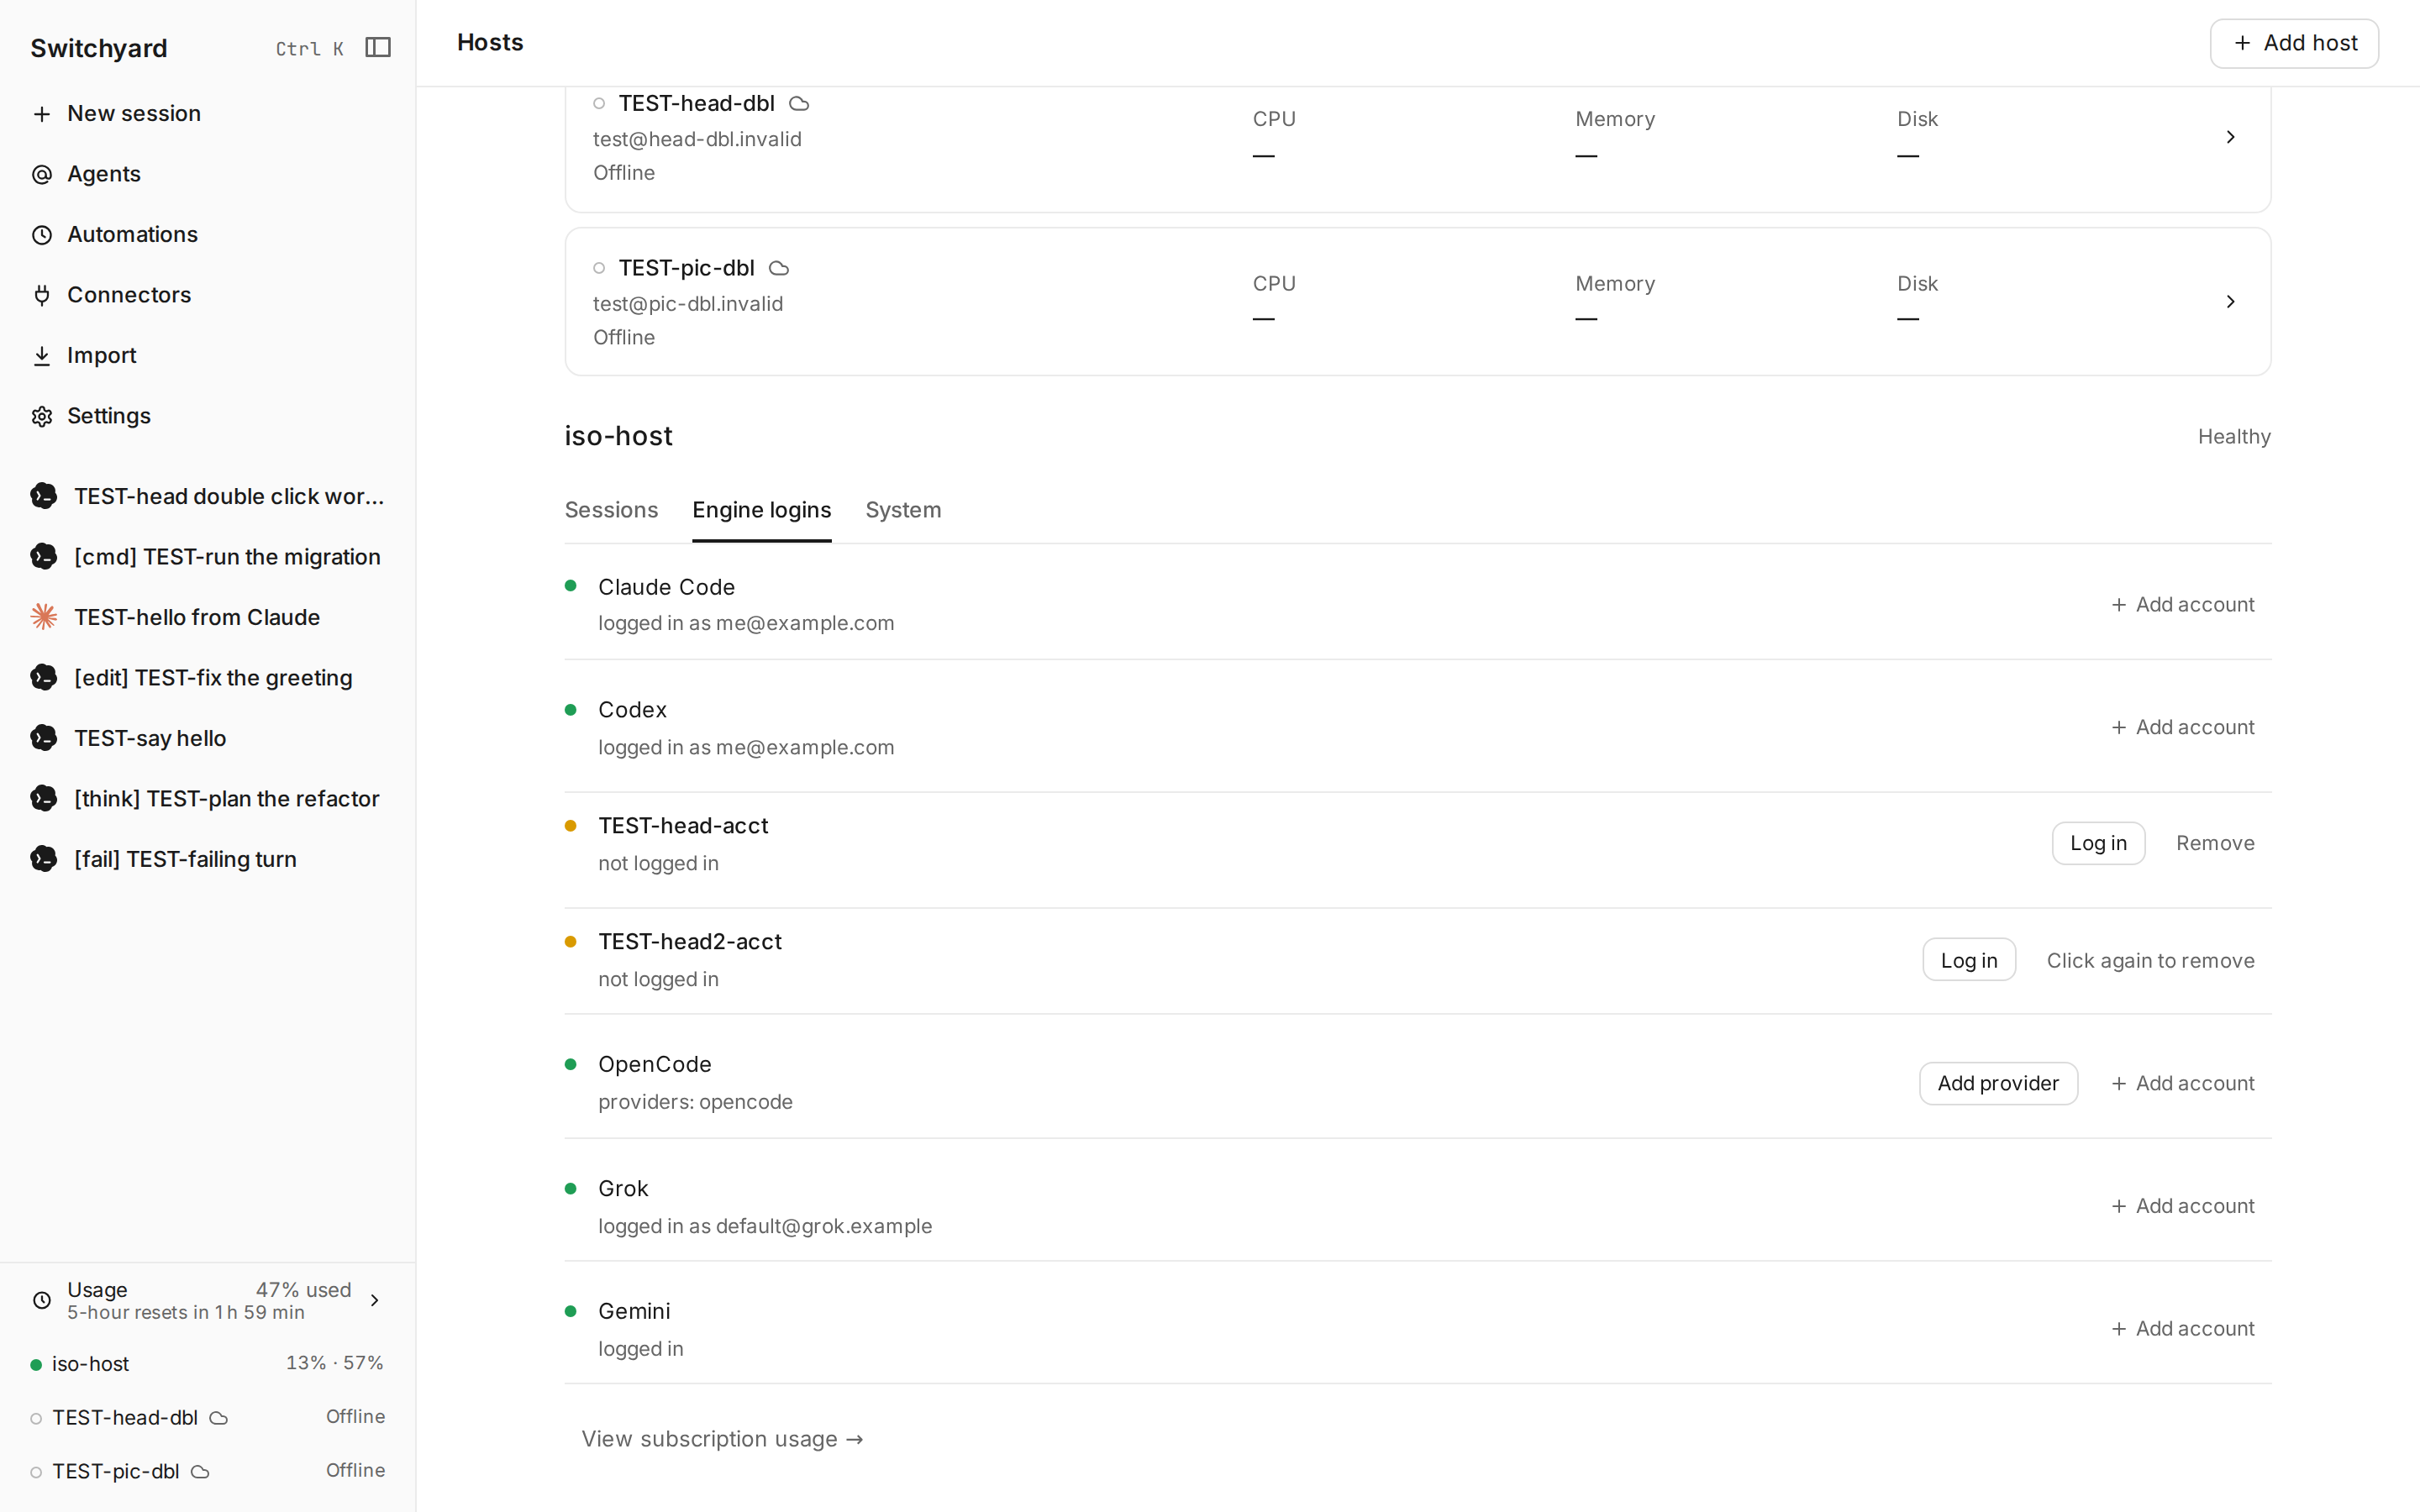 Switchyard
Ctrl K
New session
Agents
Automations
Connectors
Import
Settings
TEST-head double click wor...
[cmd] TEST-run the migration
TEST-hello from Claude
[edit] TEST-fix the greeting
TEST-say hello
[think] TEST-plan the refactor
[fail] TEST-failing turn
Usage
47% used
5-hour resets in 1 h 59 min
iso-host
13% · 57%
TEST-head-dbl
Offline
TEST-pic-dbl
Offline
Hosts
+ Add host
TEST-head-dbl
test@head-dbl.invalid
Offline
CPU
—
Memory
—
Disk
—
TEST-pic-dbl
test@pic-dbl.invalid
Offline
CPU
—
Memory
—
Disk
—
iso-host
Healthy
Sessions
Engine logins
System
Claude Code
logged in as me@example.com
+ Add account
Codex
logged in as me@example.com
+ Add account
TEST-head-acct
not logged in
Log in
Remove
TEST-head2-acct
not logged in
Log in
Click again to remove
OpenCode
providers: opencode
Add provider
+ Add account
Grok
logged in as default@grok.example
+ Add account
Gemini
logged in
+ Add account
View subscription usage →